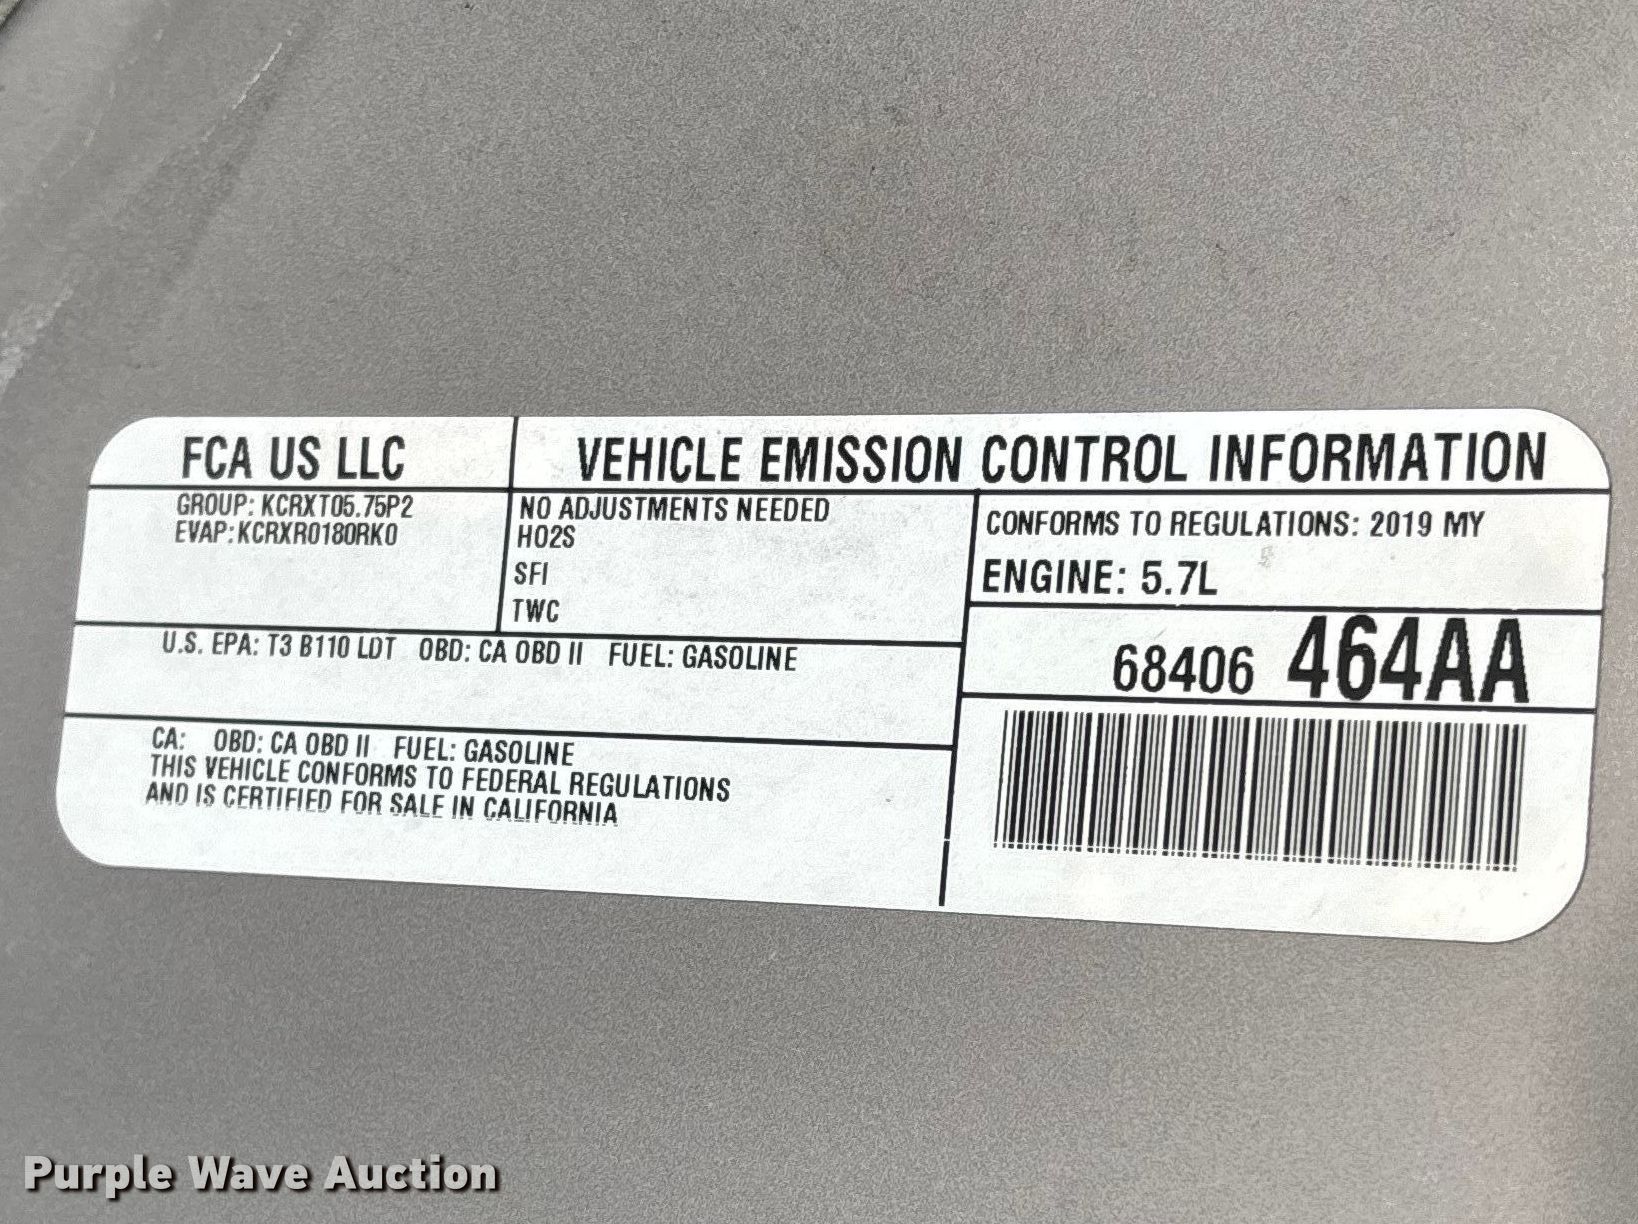 FCA US LLC
VEHICLE EMISSION CONTROL INFORMATION
GROUP: KCRXT05.75P2
EVAP: KCRXR0180RK0
NO ADJUSTMENTS NEEDED
HO2S
SFI
TWC
CONFORMS TO REGULATIONS: 2019 MY
ENGINE: 5.7L
68406 464AA
U.S. EPA: T3 B110 LDT OBD: CA OBD II FUEL: GASOLINE
CA: OBD: CA OBD II FUEL: GASOLINE
THIS VEHICLE CONFORMS TO FEDERAL REGULATIONS
AND IS CERTIFIED FOR SALE IN CALIFORNIA
Purple Wave Auction